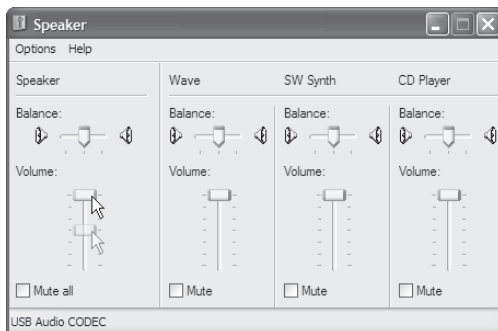 Speaker
Options Help
Speaker Wave SW Synth CD Player
Balance: Balance: Balance: Balance:
Volume: Volume: Volume: Volume:
Mute all Mute Mute Mute
USB Audio CODEC